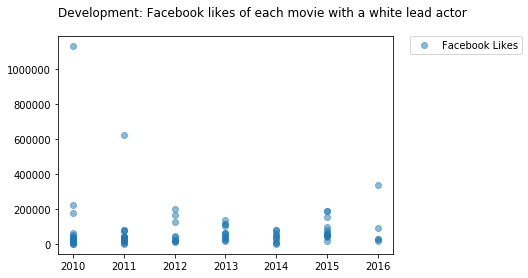 Development: Facebook likes of each movie with a white lead actor
Facebook Likes
1000000
800000
600000
400000
200000
0
2010 2011 2012 2013 2014 2015 2016